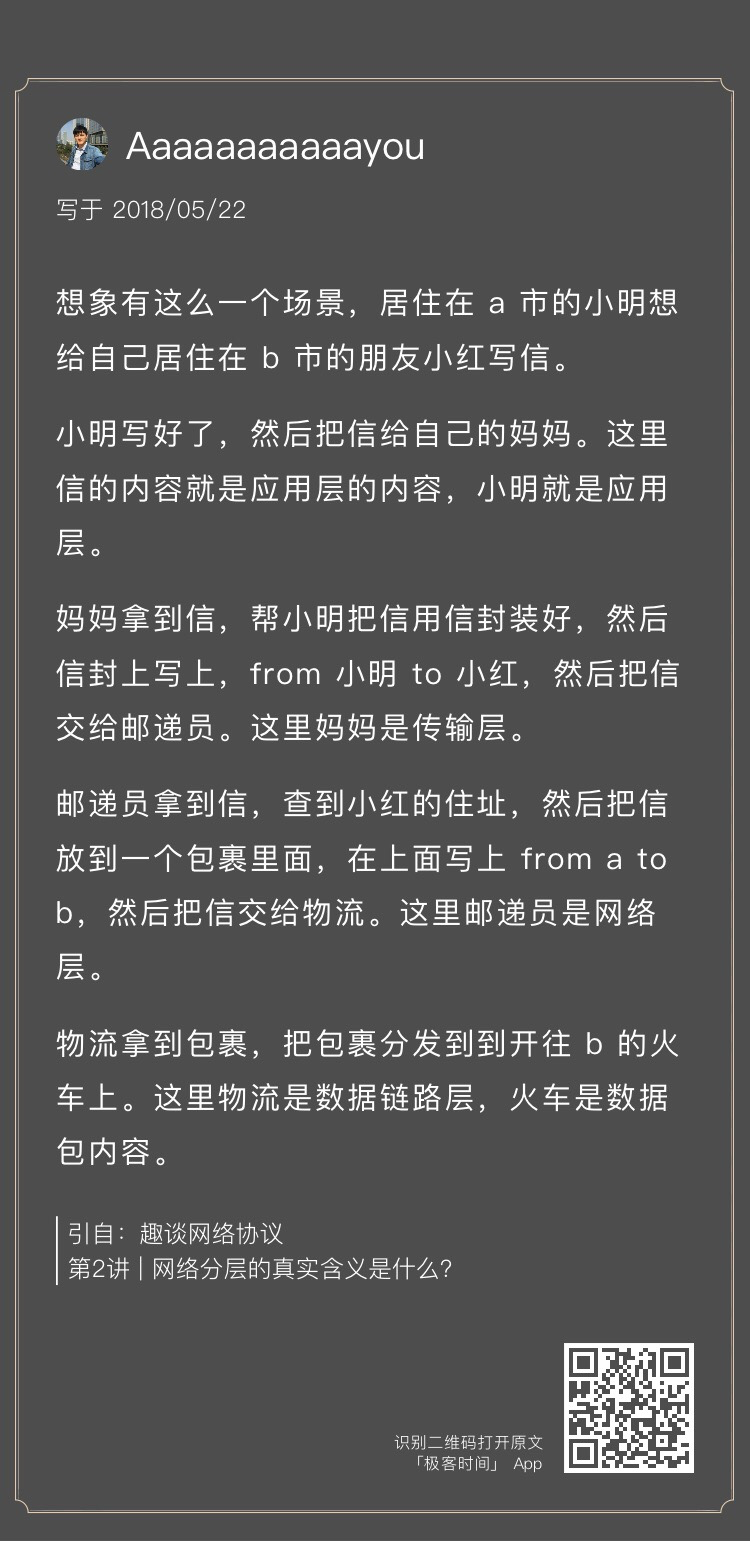 Aaaaaaaaaaaayou
写于 2018/05/22
想象有这么一个场景，居住在 a 市的小明想
给自己居住在 b 市的朋友小红写信。
小明写好了，然后把信给自己的妈妈。这里
信的内容就是应用层的内容，小明就是应用
层。
妈妈拿到信，帮小明把信用信封装好，然后
信封上写上，from 小明 to 小红，然后把信
交给邮递员。这里妈妈是传输层。
邮递员拿到信，查到小红的住址，然后把信
放到一个包裹里面，在上面写上 from a to
b，然后把信交给物流。这里邮递员是网络
层。
物流拿到包裹，把包裹分发到到开往 b 的火
车上。这里物流是数据链路层，火车是数据
包内容。
引自：趣谈网络协议
第2讲 | 网络分层的真实含义是什么？
识别二维码打开原文
「极客时间」 App